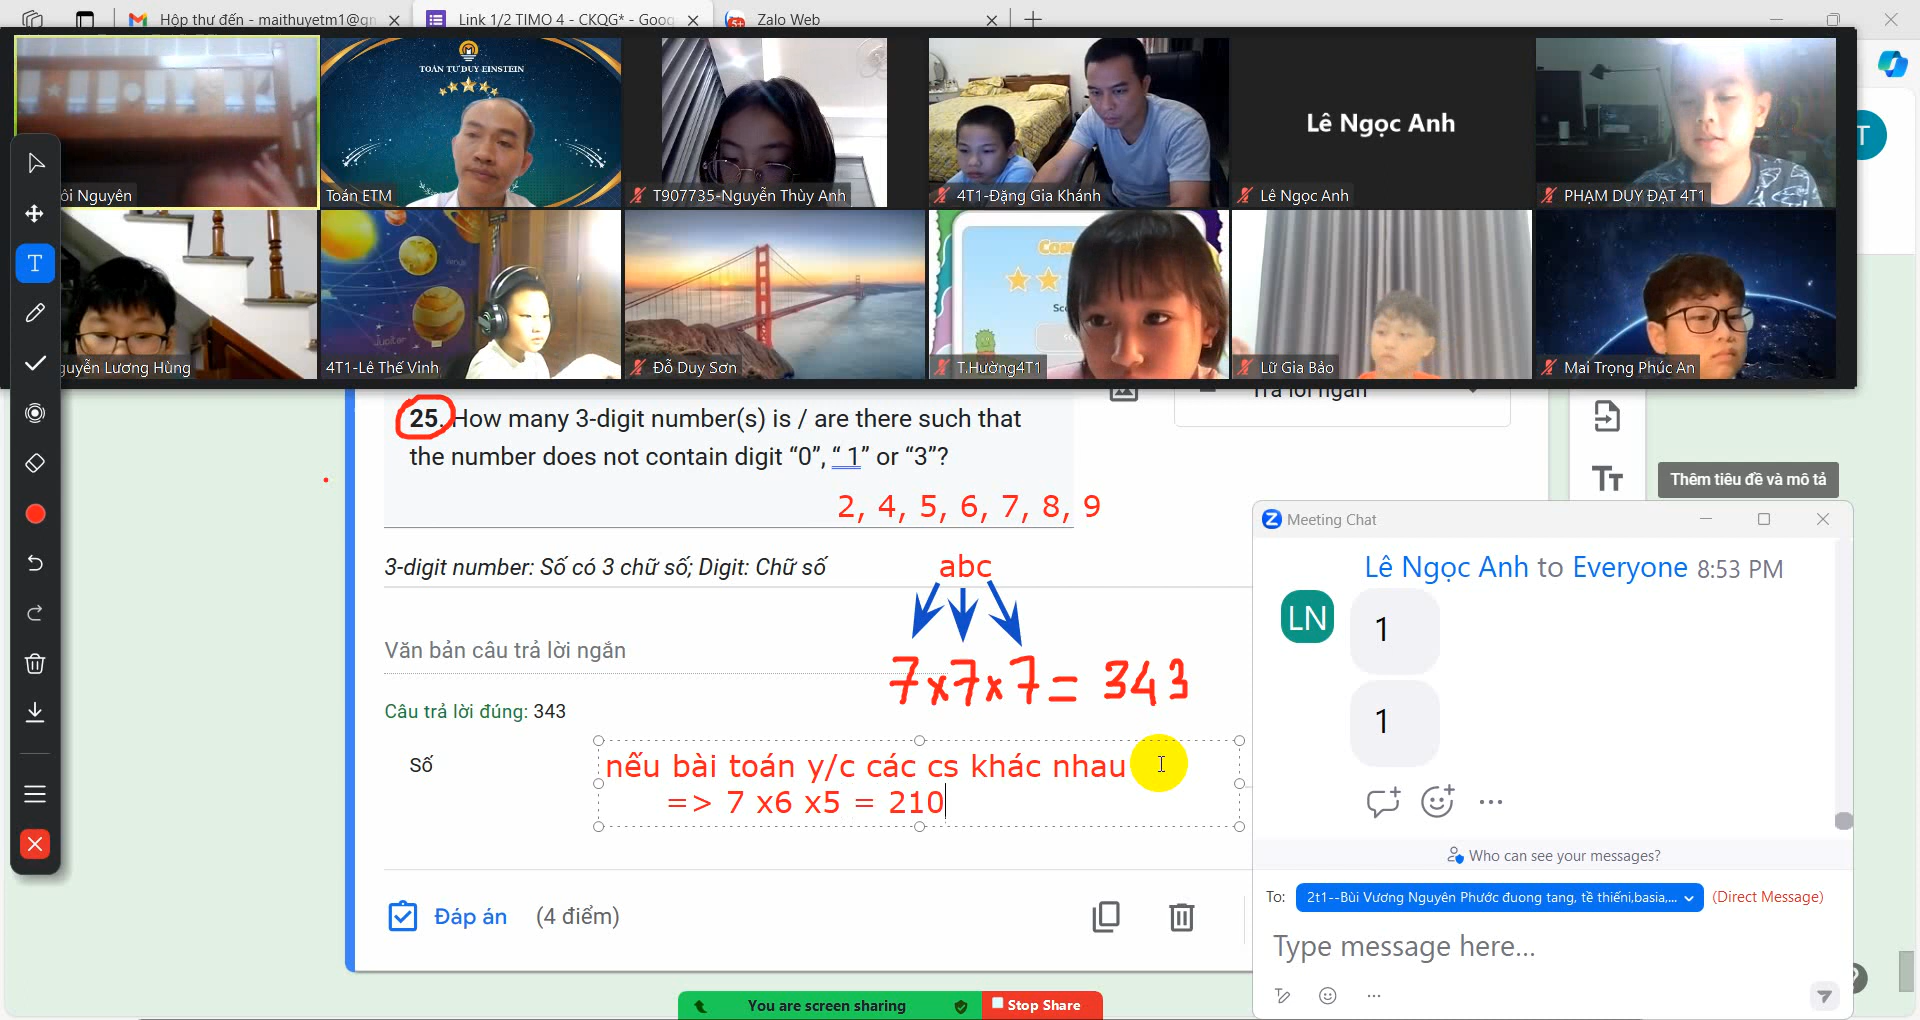 Hộp thư đến - maithuyetm1@gn
Link 1/2 TIMO 4 - CKQG* - Goog
Zalo Web
TOÁN TƯ DUY EINSTEIN
ôi Nguyên
Toán ETM
T907735-Nguyễn Thùy Anh
4T1-Đặng Gia Khánh
Lê Ngọc Anh
Lê Ngọc Anh
PHẠM DUY ĐẠT 4T1
T
guyễn Lương Hùng
4T1-Lê Thế Vinh
Đỗ Duy Sơn
T.Hường4T1
Lữ Gia Bảo
Mai Trọng Phúc An
Trả lời ngắn
25. How many 3-digit number(s) is / are there such that
the number does not contain digit “0”, “ 1” or “3”?
2, 4, 5, 6, 7, 8, 9
3-digit number: Số có 3 chữ số; Digit: Chữ số
abc
Văn bản câu trả lời ngắn
7x7x7= 343
Câu trả lời đúng: 343
Số
nếu bài toán y/c các cs khác nhau
=> 7 x6 x5 = 210
Đáp án (4 điểm)
Thêm tiêu đề và mô tả
Meeting Chat
Lê Ngọc Anh to Everyone 8:53 PM
LN
1
1
Who can see your messages?
To: 2t1--Bùi Vương Nguyên Phước đuong tang, tề thiếni,basia,... (Direct Message)
Type message here...
You are screen sharing
Stop Share